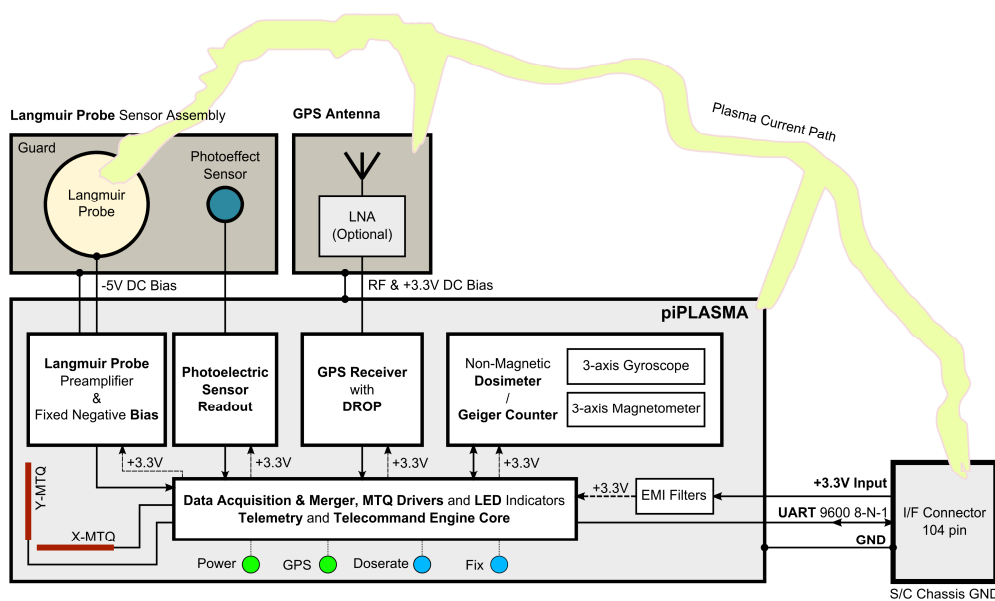 Plasma Current Path
Langmuir Probe Sensor Assembly
GPS Antenna
Guard
Photoeffect
Sensor
Langmuir
Probe
LNA
(Optional)
-5V DC Bias
RF & +3.3V DC Bias
piPLASMA
Langmuir Probe
Preamplifier
&
Fixed Negative Bias
Photoelectric
Sensor
Readout
GPS Receiver
with
DROP
Non-Magnetic
Dosimeter
/
Geiger Counter
3-axis Gyroscope
3-axis Magnetometer
+3.3V
+3.3V
+3.3V
+3.3V
Y-MTQ
X-MTQ
Data Acquisition & Merger, MTQ Drivers and LED Indicators
Telemetry and Telecommand Engine Core
+3.3V
EMI Filters
+3.3V Input
UART 9600 8-N-1
GND
I/F Connector
104 pin
Power
GPS
Doserate
Fix
S/C Chassis GND